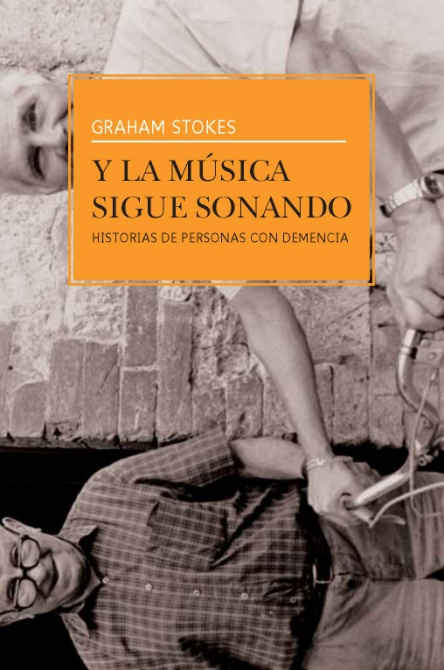 GRAHAM STOKES
Y LA MÚSICA
SIGUE SONANDO
HISTORIAS DE PERSONAS CON DEMENCIA